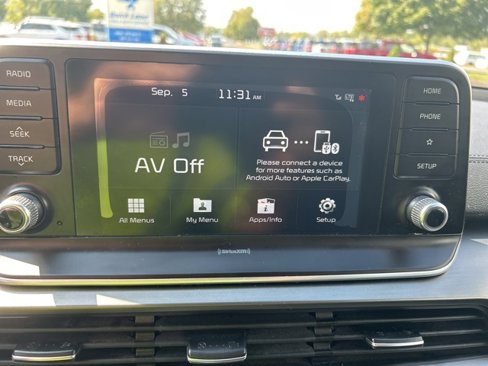 RADIO
MEDIA
SEEK
TRACK
Sep. 5
11:31 AM
AV Off
Please connect a device
for more features such as
Android Auto or Apple CarPlay.
All Menus
My Menu
Apps/Info
Setup
HOME
PHONE
SETUP
((SiriusXM))